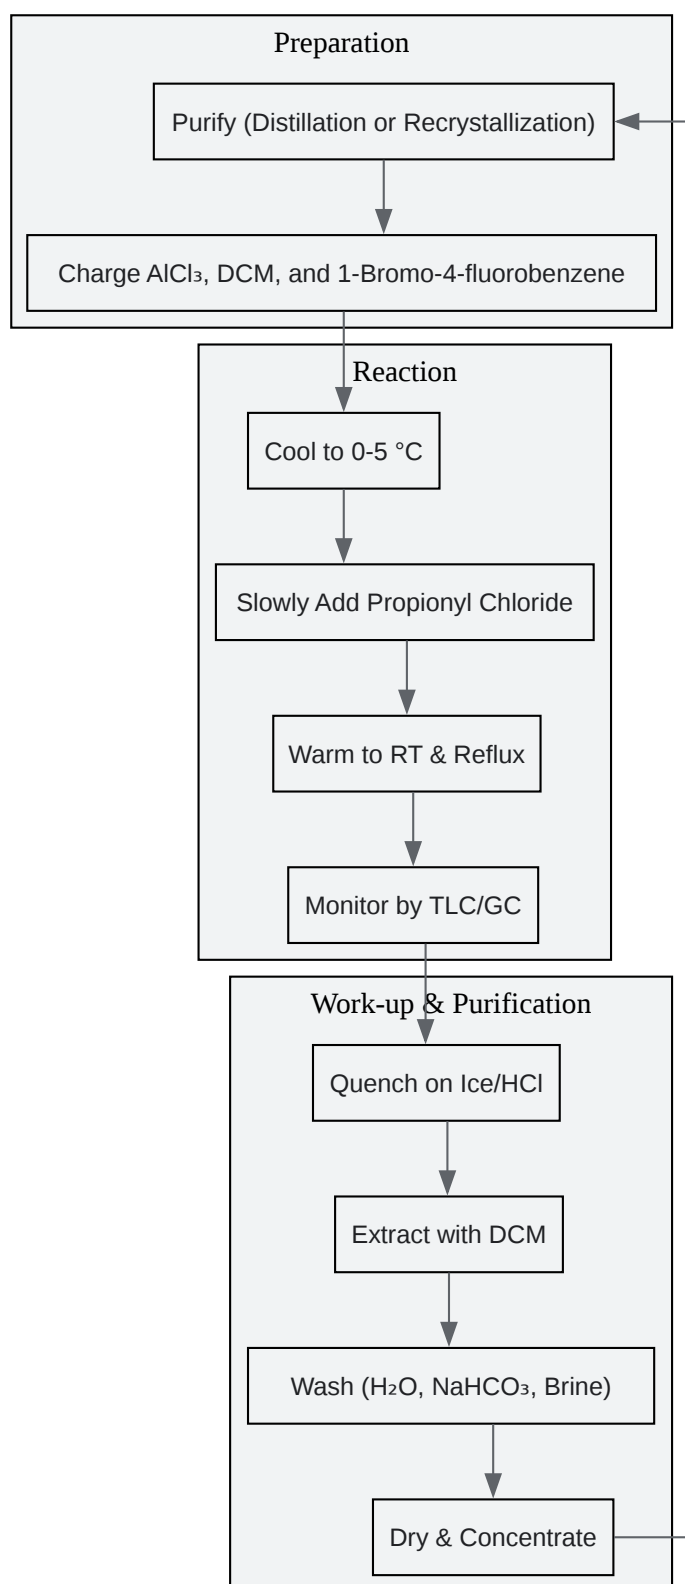 Preparation
Purify (Distillation or Recrystallization)
Charge AlCl₃, DCM, and 1-Bromo-4-fluorobenzene
Reaction
Cool to 0-5 °C
Slowly Add Propionyl Chloride
Warm to RT & Reflux
Monitor by TLC/GC
Work-up & Purification
Quench on Ice/HCl
Extract with DCM
Wash (H₂O, NaHCO₃, Brine)
Dry & Concentrate